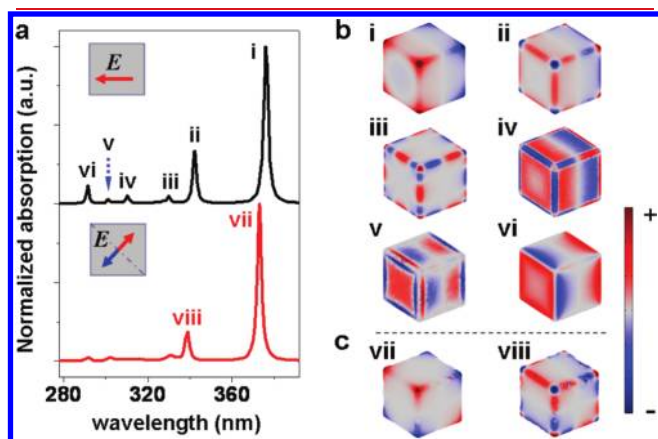 a
Normalized absorption (a.u.)
E
i
ii
iii
iv
v
vi
E
vii
viii
280 320 360
wavelength (nm)
b
i ii
iii iv
v vi
c
vii viii
+
-